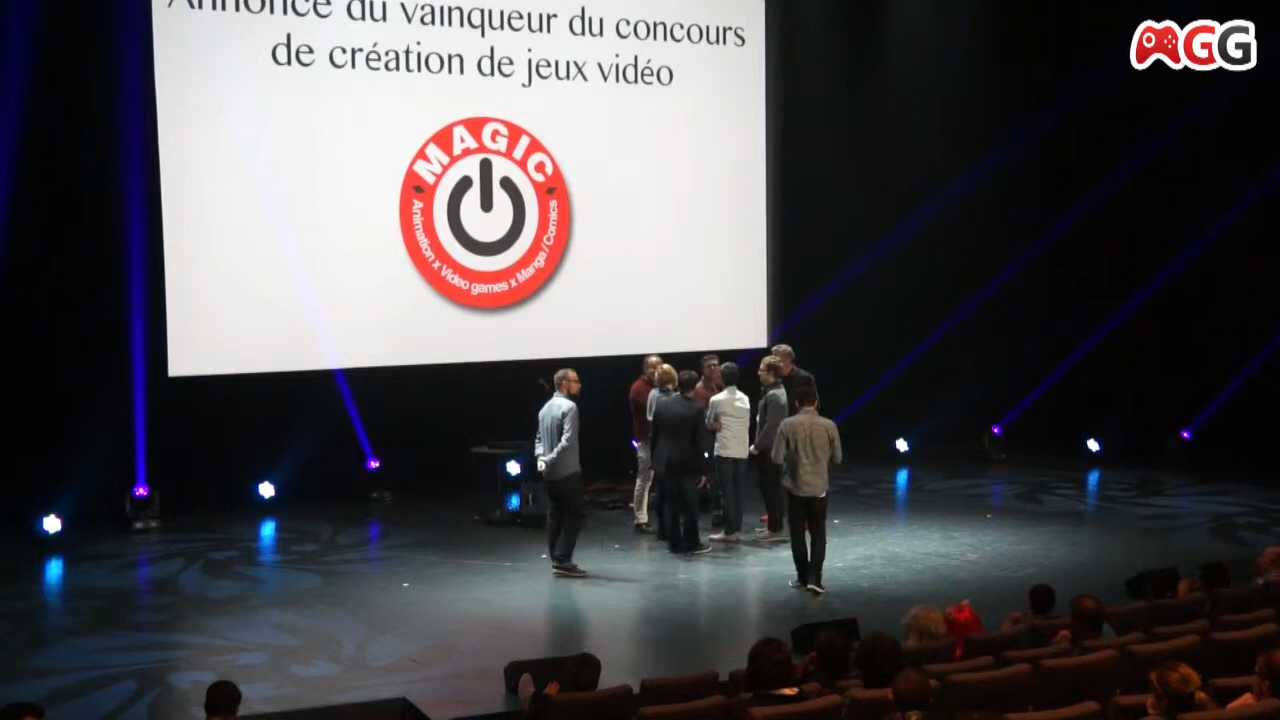 Annonce du vainqueur du concours
de création de jeux vidéo
MAGIC
Animation x Video games x Manga/Comics
GG